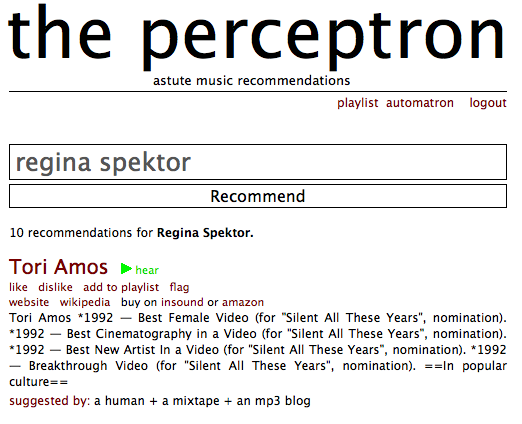 the perceptron
astute music recommendations
playlist automatron logout
regina spektor
Recommend
10 recommendations for Regina Spektor.
Tori Amos hear
like dislike add to playlist flag
website wikipedia buy on insound or amazon
Tori Amos *1992 — Best Female Video (for "Silent All These Years", nomination).
*1992 — Best Cinematography in a Video (for "Silent All These Years", nomination).
*1992 — Best New Artist In a Video (for "Silent All These Years", nomination). *1992
— Breakthrough Video (for "Silent All These Years", nomination). ==In popular
culture==
suggested by: a human + a mixtape + an mp3 blog